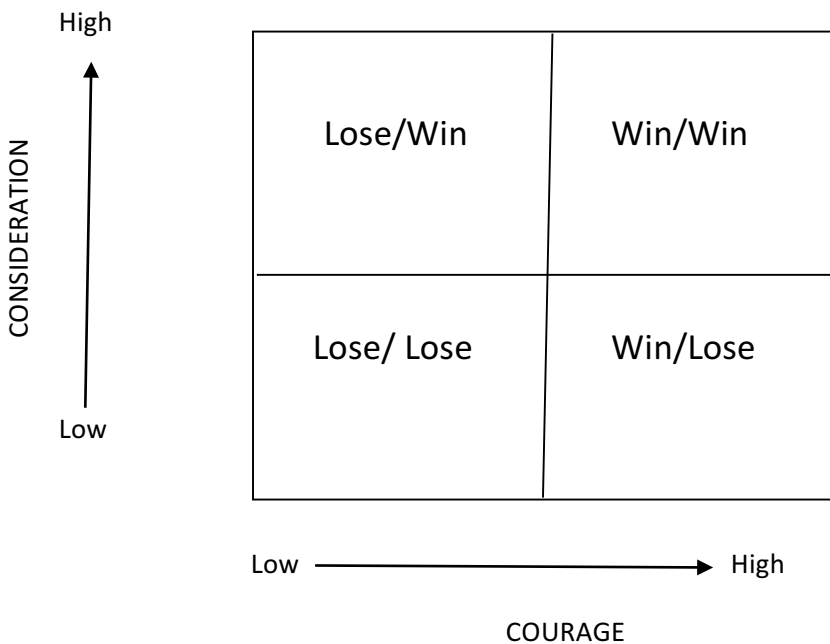 High
CONSIDERATION
Lose/Win
Win/Win
Lose/ Lose
Win/Lose
Low
Low
High
COURAGE